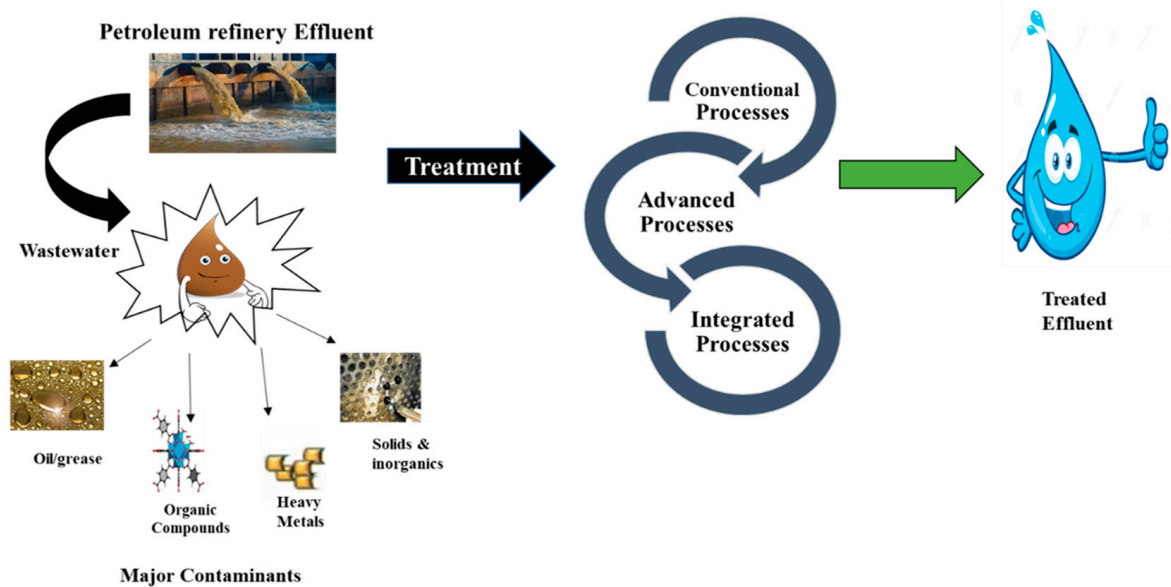 Petroleum refinery Effluent
Wastewater
Oil/grease
Organic
Compounds
Heavy
Metals
Solids &
inorganics
Major Contaminants
Treatment
Conventional
Processes
Advanced
Processes
Integrated
Processes
Treated
Effluent